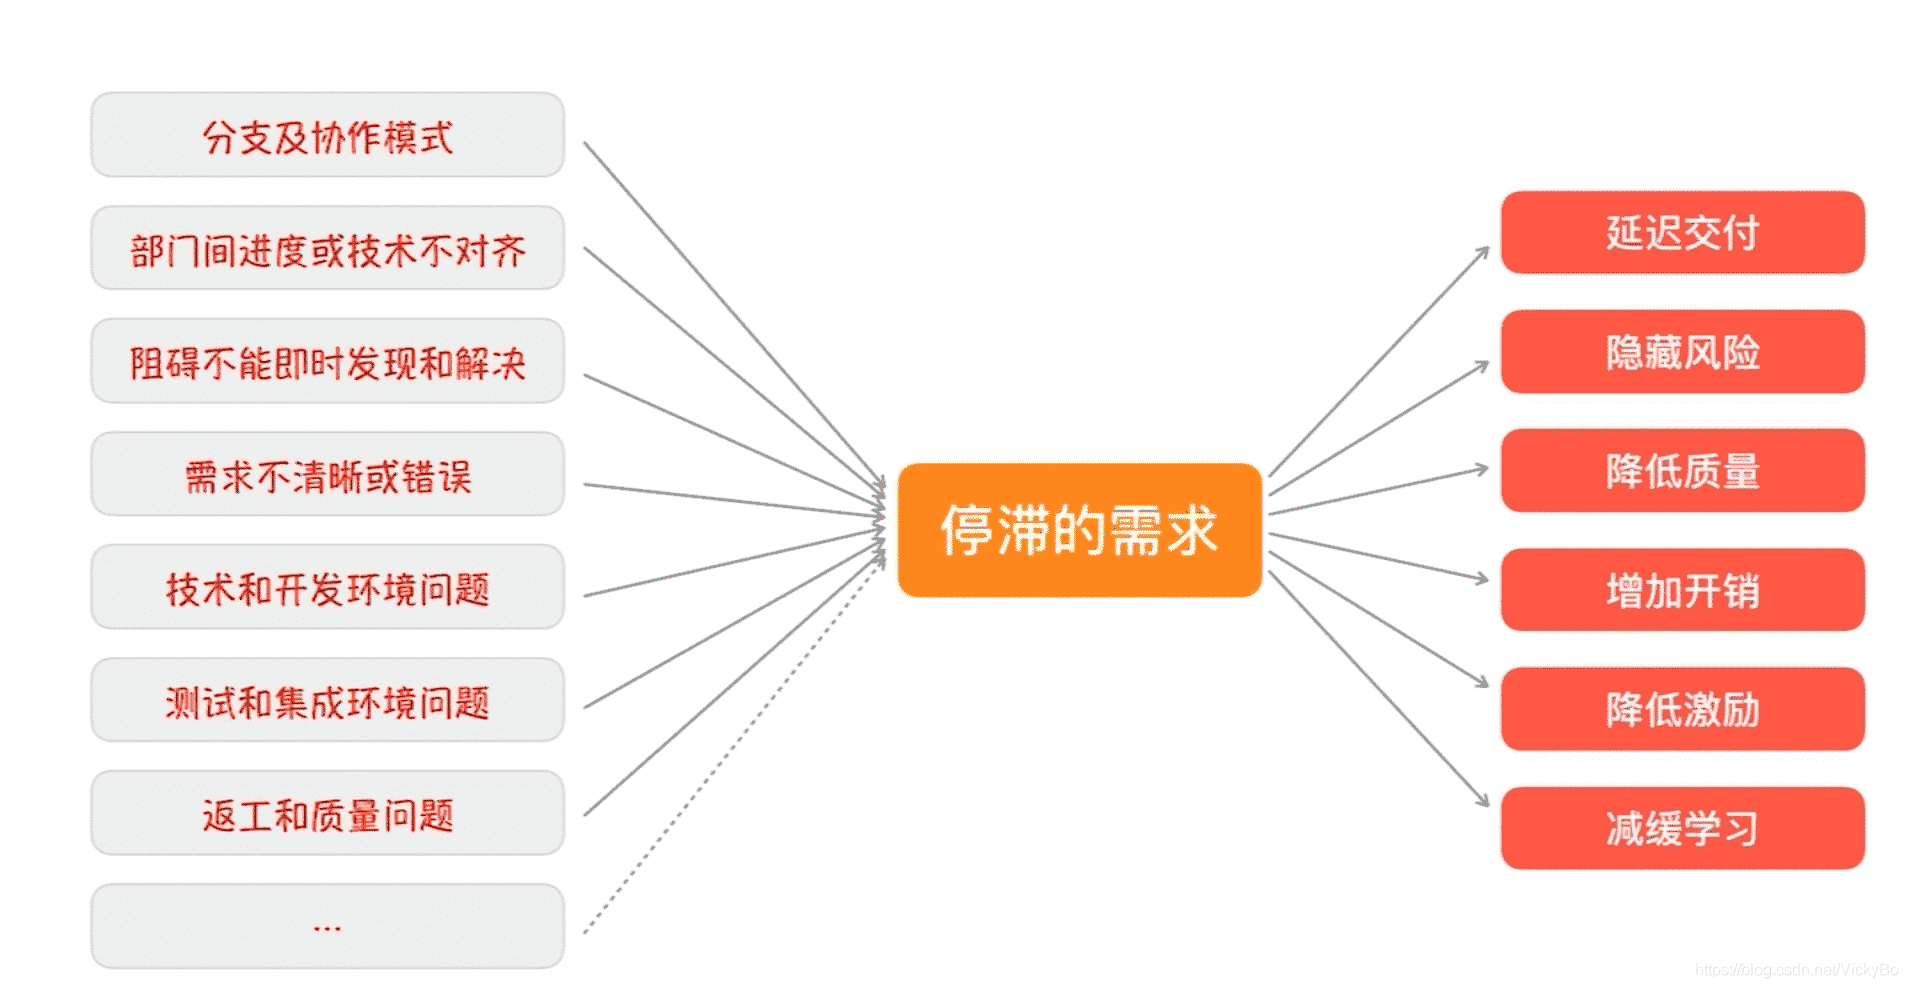 分支及协作模式
部门间进度或技术不对齐
阻碍不能即时发现和解决
需求不清晰或错误
技术和开发环境问题
测试和集成环境问题
返工和质量问题
...
停滞的需求
延迟交付
隐藏风险
降低质量
增加开销
降低激励
减缓学习
https://blog.csdn.net/VickyBo